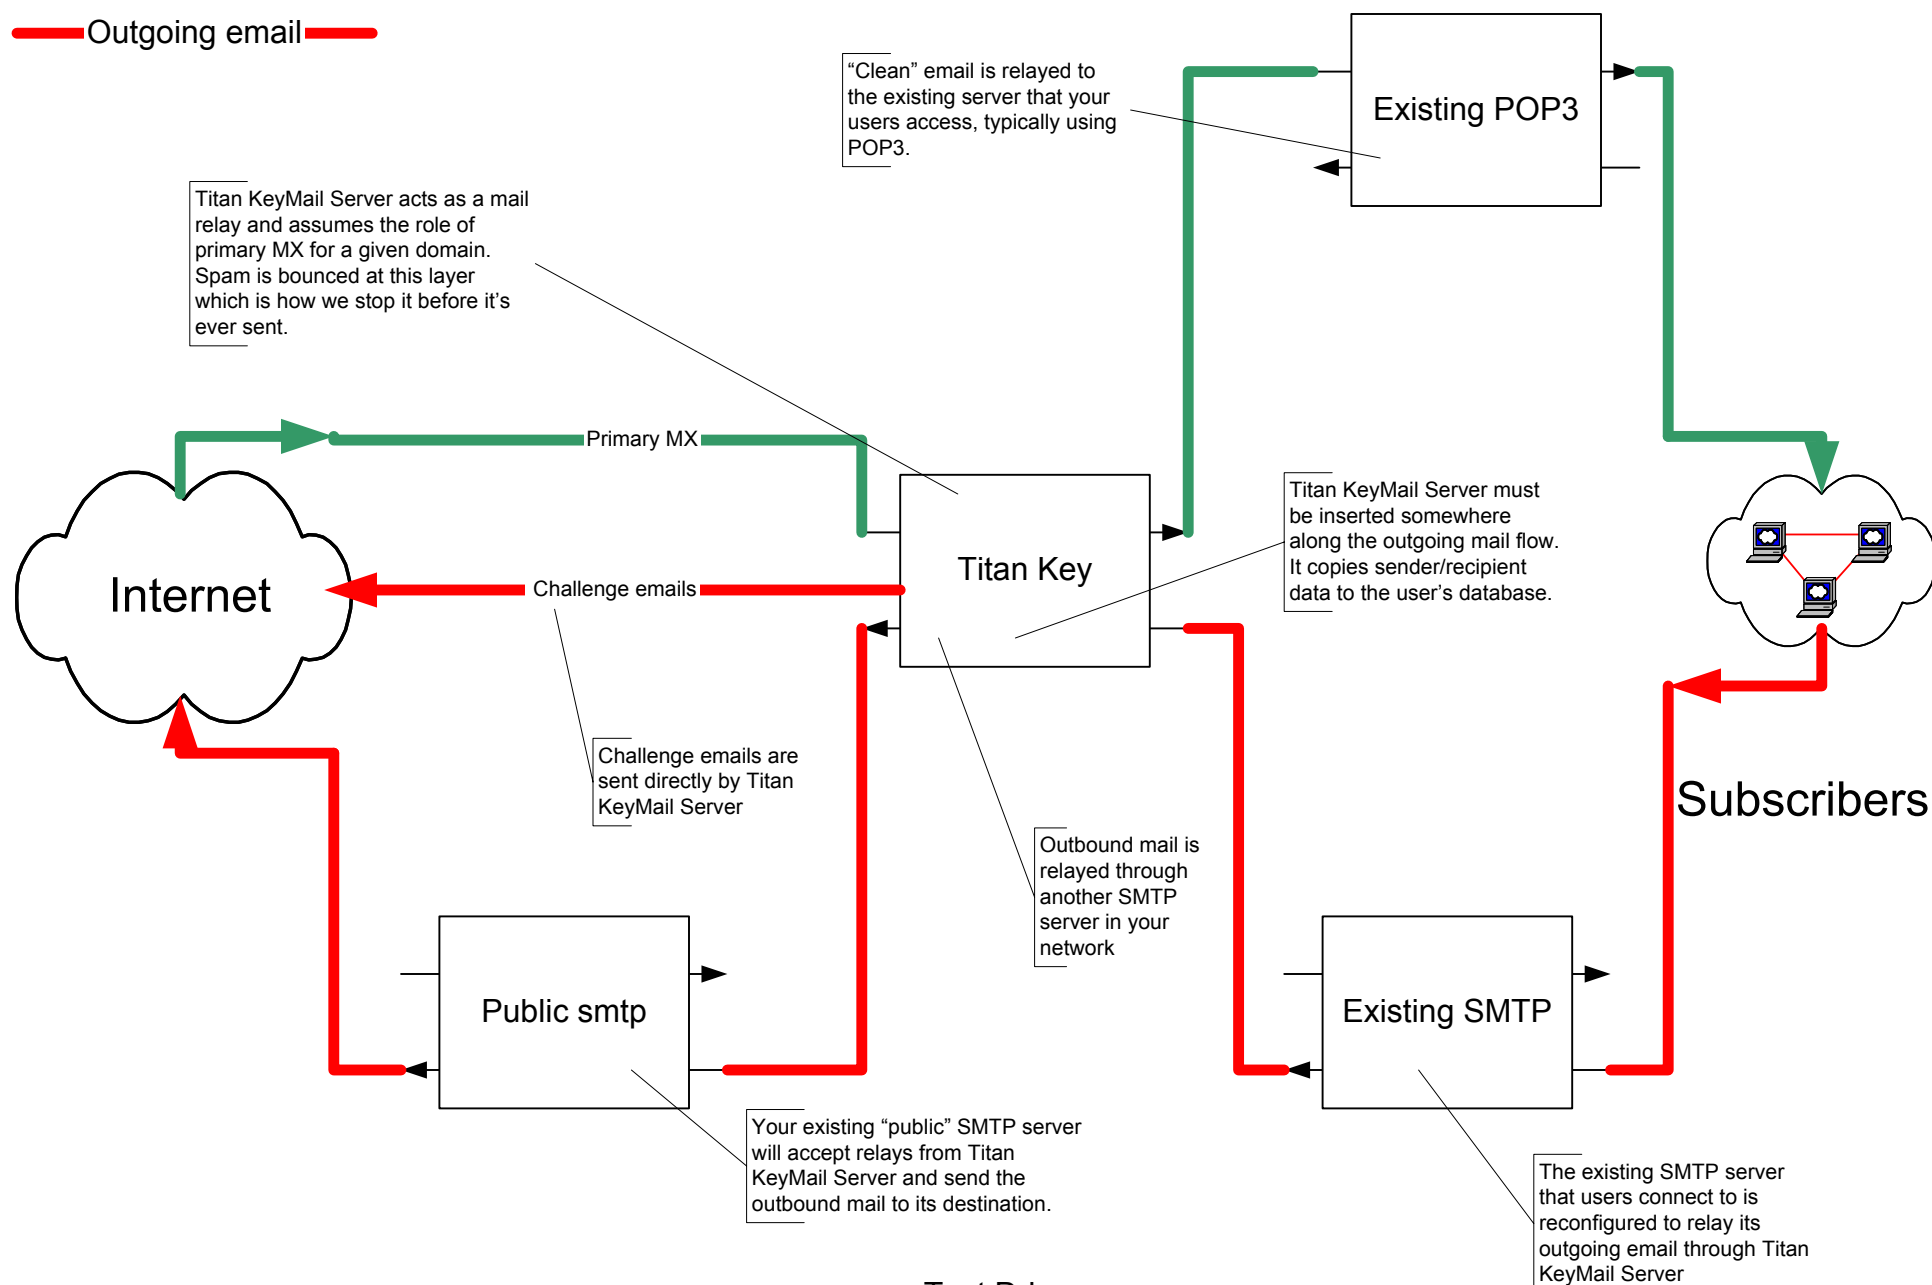 Outgoing email
“Clean” email is relayed to
the existing server that your
users access, typically using
POP3.
Existing POP3
Titan KeyMail Server acts as a mail
relay and assumes the role of
primary MX for a given domain.
Spam is bounced at this layer
which is how we stop it before it’s
ever sent.
Primary MX
Titan KeyMail Server must
be inserted somewhere
along the outgoing mail flow.
It copies sender/recipient
data to the user’s database.
Internet
Challenge emails
Titan Key
Challenge emails are
sent directly by Titan
KeyMail Server
Subscribers
Outbound mail is
relayed through
another SMTP
server in your
network
Public smtp
Existing SMTP
Your existing “public” SMTP server
will accept relays from Titan
KeyMail Server and send the
outbound mail to its destination.
The existing SMTP server
that users connect to is
reconfigured to relay its
outgoing email through Titan
KeyMail Server